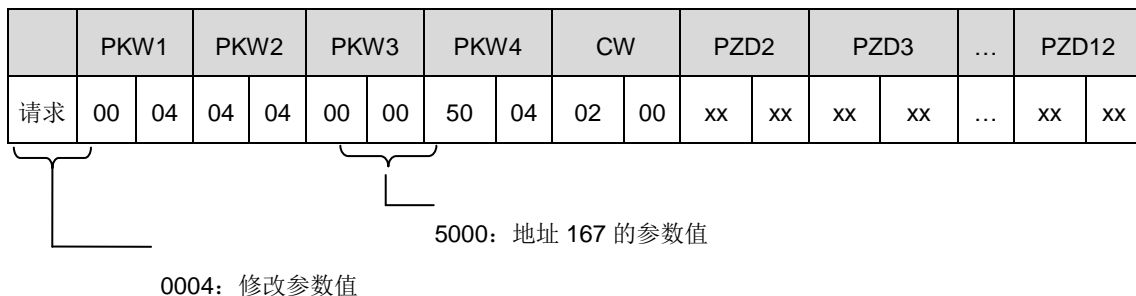 PKW1 PKW2 PKW3 PKW4 CW PZD2 PZD3 … PZD12
请求 00 04 04 04 00 00 50 04 02 00 xx xx xx xx … xx xx
5000：地址 167 的参数值
0004：修改参数值